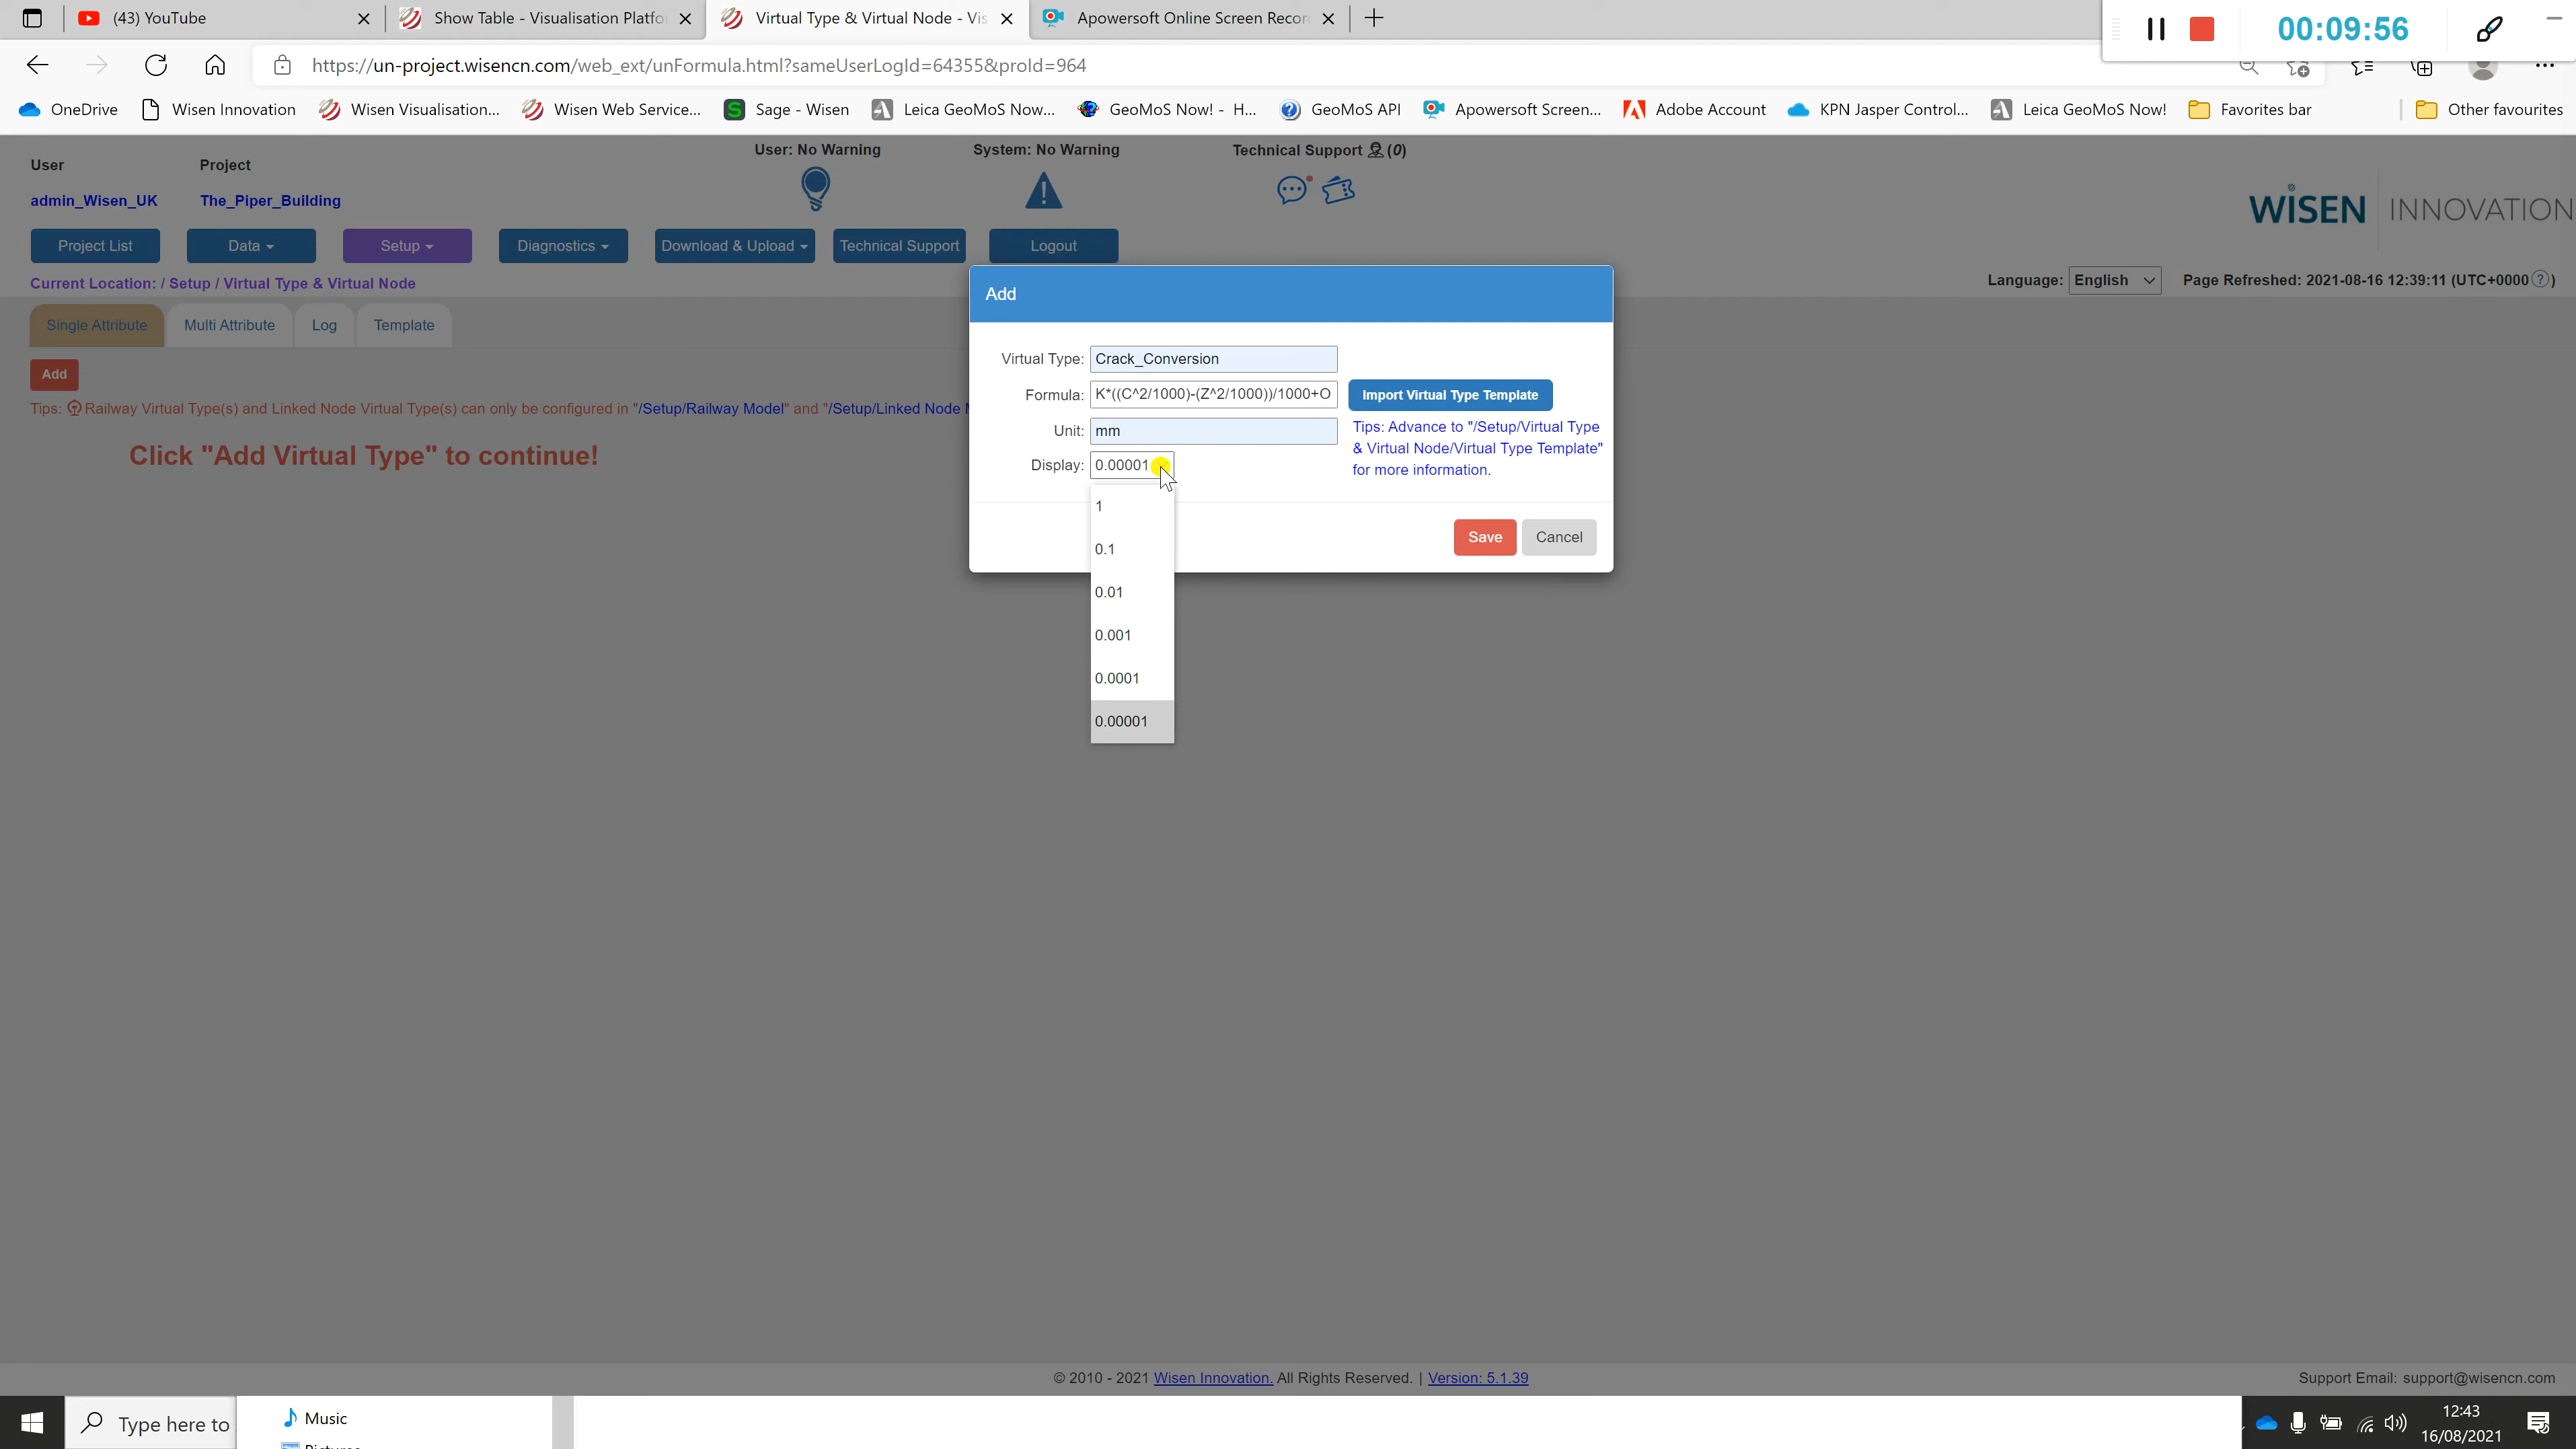 (43) YouTube
Show Table - Visualisation Platfo
Virtual Type & Virtual Node - Vis
Apowersoft Online Screen Recor
00:09:56
https://un-project.wisencn.com/web_ext/unFormula.html?sameUserLogId=64355&proId=964
OneDrive
Wisen Innovation
Wisen Visualisation...
Wisen Web Service...
Sage - Wisen
Leica GeoMoS Now...
GeoMoS Now! - H...
GeoMoS API
Apowersoft Screen...
Adobe Account
KPN Jasper Control...
Leica GeoMoS Now!
Favorites bar
Other favourites
User
Project
User: No Warning
System: No Warning
Technical Support (0)
admin_Wisen_UK
The_Piper_Building
WiSEN INNOVATION
Project List
Data
Setup
Diagnostics
Download & Upload
Technical Support
Logout
Current Location: / Setup / Virtual Type & Virtual Node
Language: English
Page Refreshed: 2021-08-16 12:39:11 (UTC+0000 ? )
Single Attribute
Multi Attribute
Log
Template
Add
Tips: Railway Virtual Type(s) and Linked Node Virtual Type(s) can only be configured in "/Setup/Railway Model" and "/Setup/Linked Node
Click "Add Virtual Type" to continue!
Add
Virtual Type: Crack_Conversion
Formula: K*((C^2/1000)-(Z^2/1000))/1000+O
Import Virtual Type Template
Unit: mm
Tips: Advance to "/Setup/Virtual Type
& Virtual Node/Virtual Type Template"
for more information.
Display: 0.00001
1
0.1
0.01
0.001
0.0001
0.00001
Save
Cancel
© 2010 - 2021 Wisen Innovation. All Rights Reserved. | Version: 5.1.39
Support Email: support@wisencn.com
Type here to
Music
12:43
16/08/2021